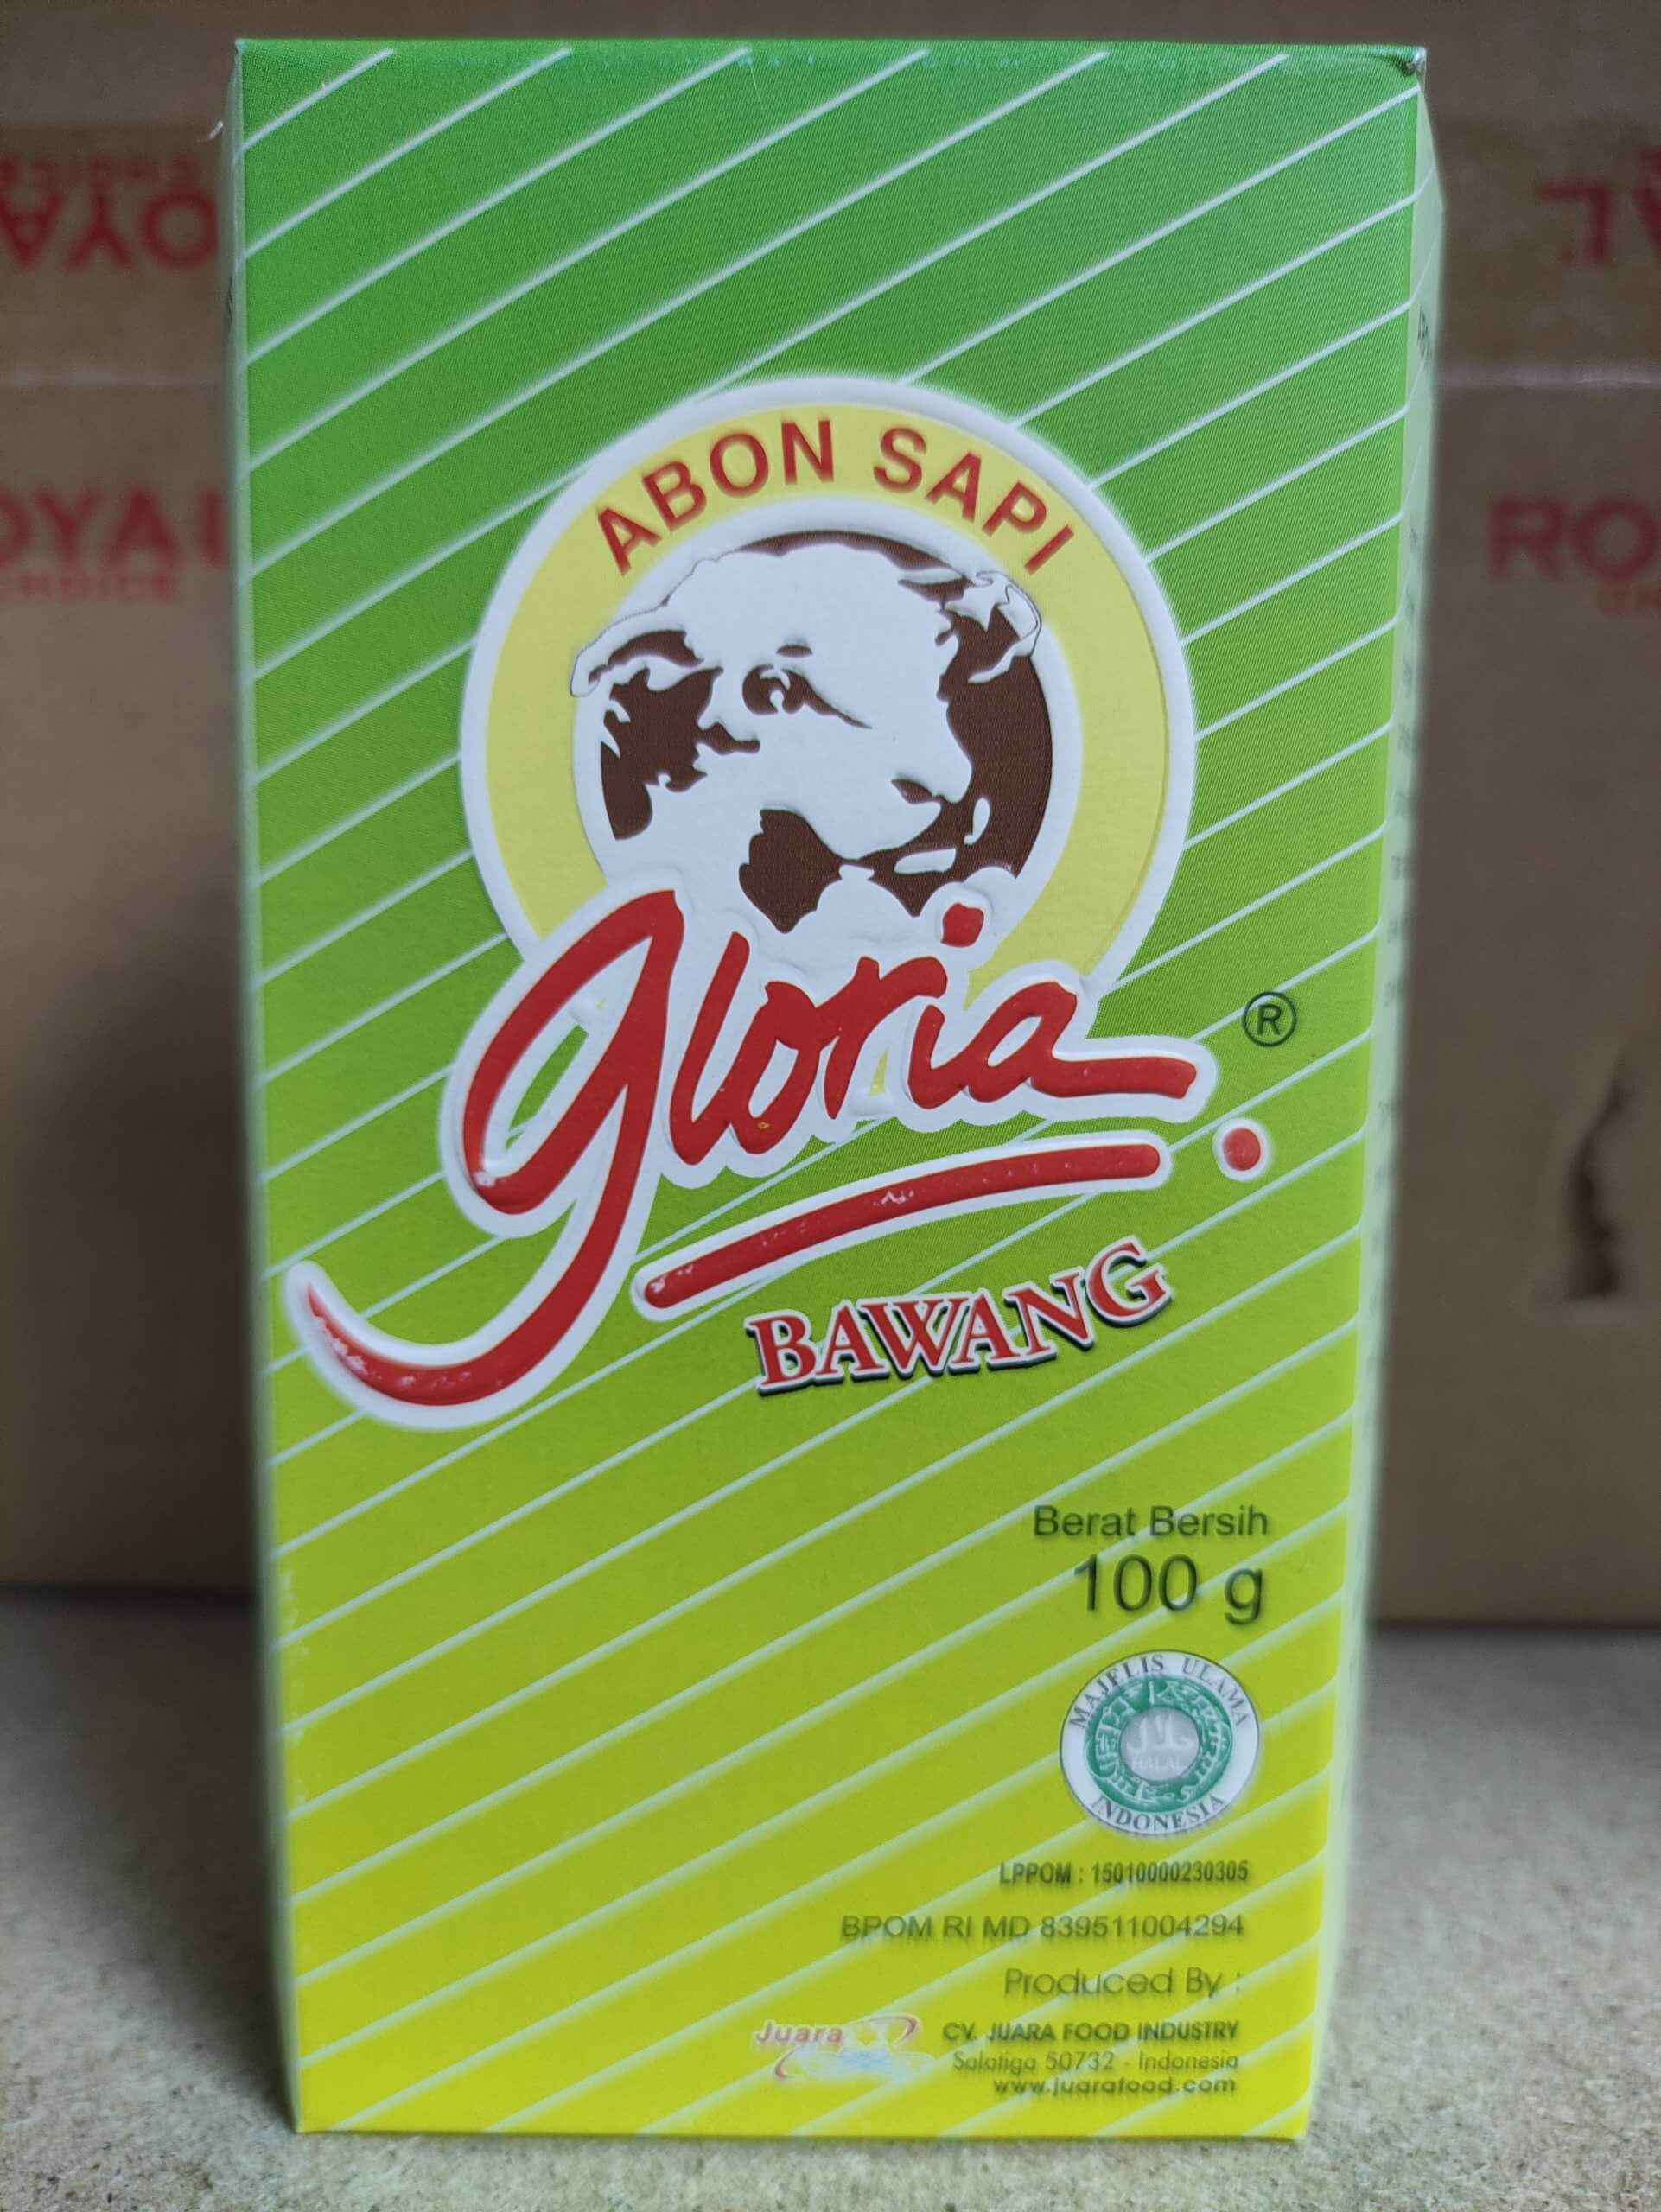 ABON SAPI
gloria ®
BAWANG
Berat Bersih
100 g
MAJELIS ULAMA
HALAL
INDONESIA
LPPOM : 15010000230305
BPOM RI MD 839511004294
Produced By :
Juara
CV. JUARA FOOD INDUSTRY
Salatiga 50732 - Indonesia
www.juarafood.com